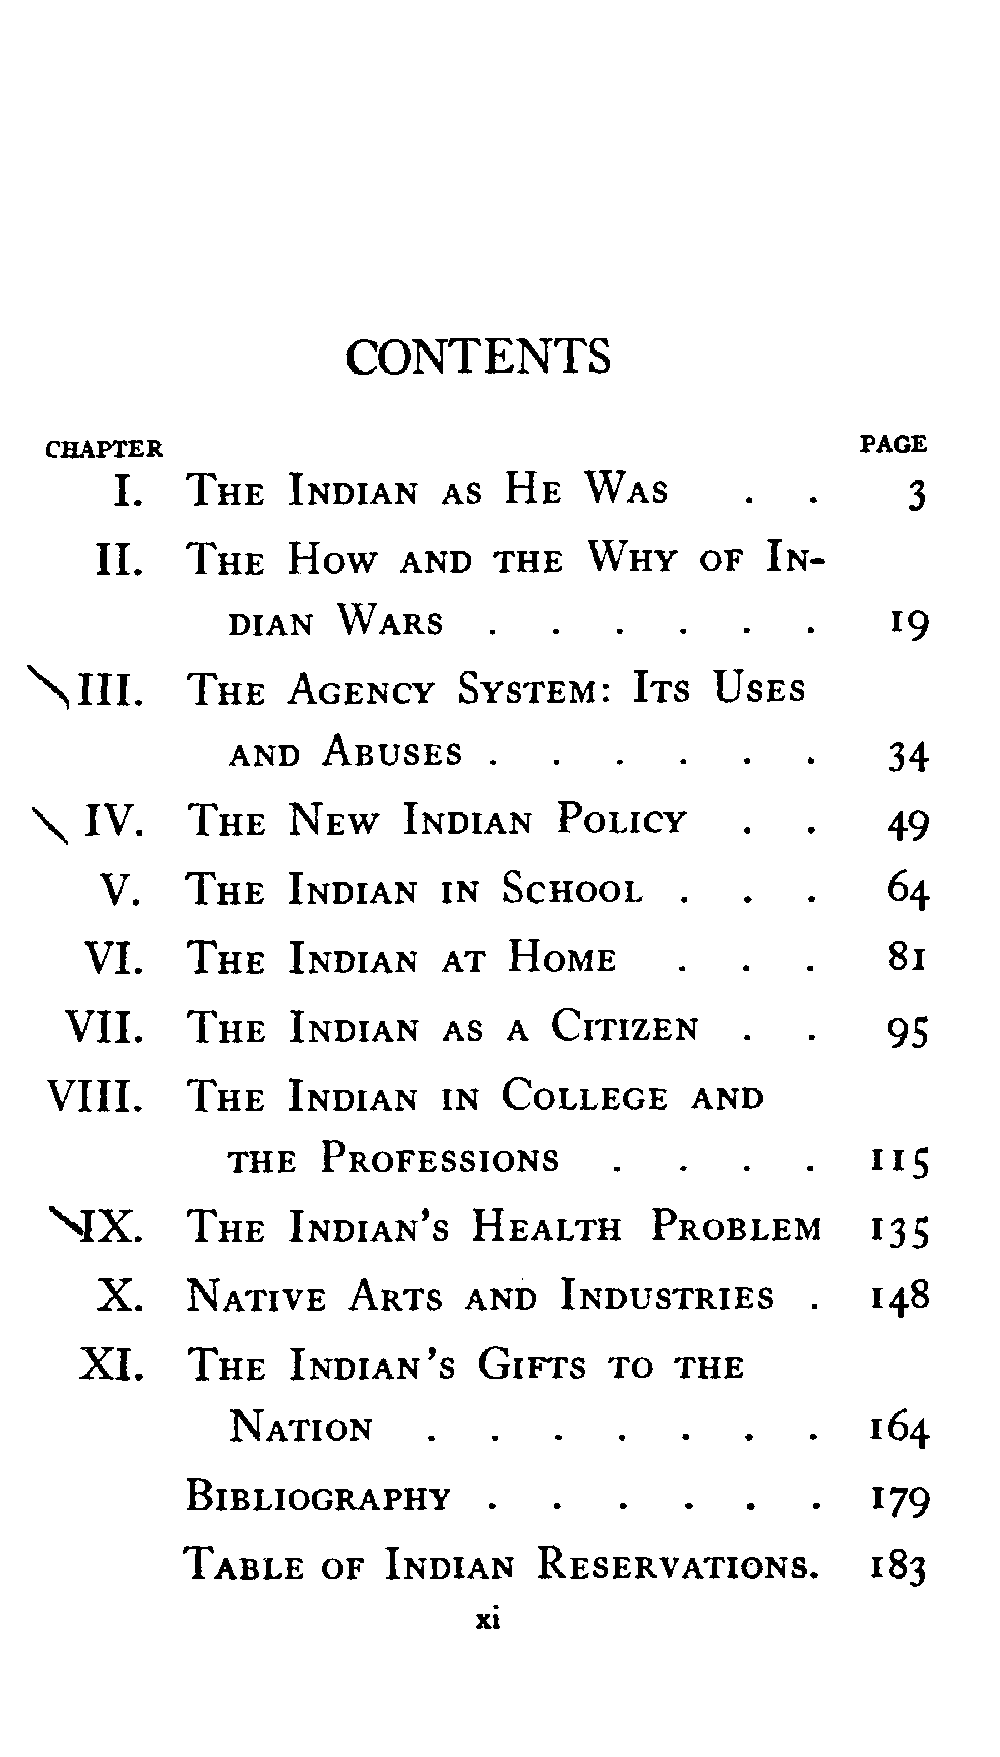 CONTENTS
CHAPTER PAGE
I. The Indian as He Was . . 3
II. The How and the Why of In-
dian Wars . . . . . . 19
III. The Agency System: Its Uses
and Abuses . . . . . . 34
IV. The New Indian Policy . . 49
V. The Indian in School . . . 64
VI. The Indian at Home . . . 81
VII. The Indian as a Citizen . . 95
VIII. The Indian in College and
the Professions . . . . 115
IX. The Indian's Health Problem 135
X. Native Arts and Industries . 148
XI. The Indian's Gifts to the
Nation . . . . . . . 164
Bibliography . . . . . . 179
Table of Indian Reservations. 183
xi